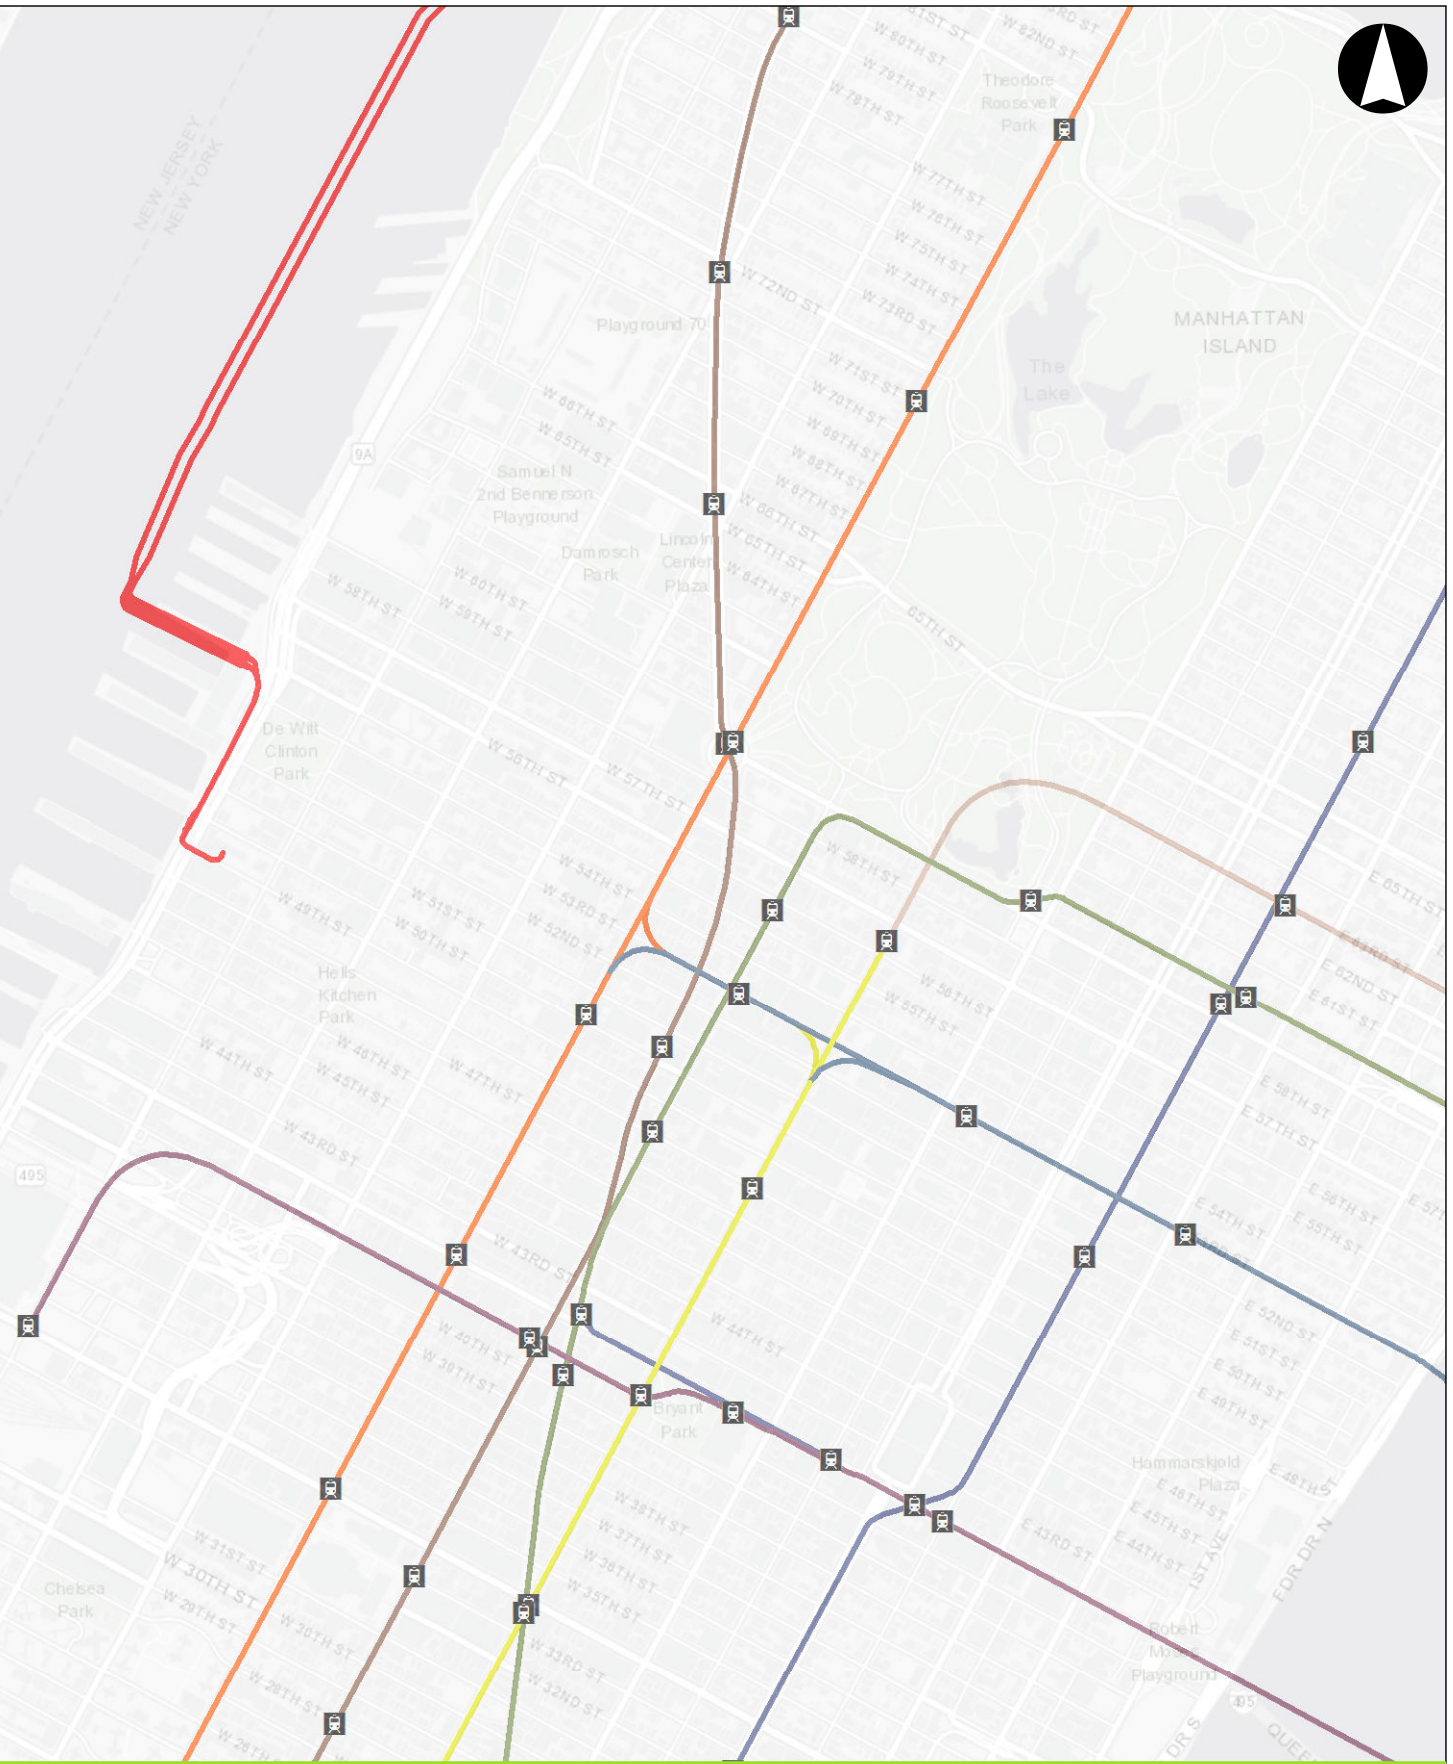 81ST ST
W 82ND ST
W 80TH ST
W 79TH ST
W 78TH ST
Theodore
Roosevelt
Park
NEW JERSEY
NEW YORK
W 77TH ST
W 76TH ST
W 75TH ST
W 74TH ST
W 73RD ST
W 72ND ST
MANHATTAN
ISLAND
Playground 70
The
Lake
W 71ST ST
W 70TH ST
W 69TH ST
W 68TH ST
W 67TH ST
W 66TH ST
W 65TH ST
W 64TH ST
W 66TH ST
W 65TH ST
9A
Samuel N
2nd Bennerson
Playground
Damrosch
Park
Lincoln
Center
Plaza
W 60TH ST
W 59TH ST
W 58TH ST
65TH ST
De Witt
Clinton
Park
W 56TH ST
W 57TH ST
W 58TH ST
W 54TH ST
W 53RD ST
W 52ND ST
W 51ST ST
W 50TH ST
W 49TH ST
E 65TH ST
E 63RD ST
E 62ND ST
E 61ST ST
W 56TH ST
W 55TH ST
Hells
Kitchen
Park
W 47TH ST
W 46TH ST
W 45TH ST
W 44TH ST
E 58TH ST
E 57TH ST
W 43RD ST
495
E 56TH ST
E 55TH ST
E 54TH ST
W 43RD ST
W 44TH ST
E 52ND ST
E 51ST ST
E 50TH ST
E 49TH ST
W 40TH ST
W 39TH ST
Bryant
Park
Hammarskjold
Plaza
E 48TH ST
E 46TH ST
E 45TH ST
E 44TH ST
E 43RD ST
1ST AVE
FDR DR N
W 38TH ST
W 37TH ST
W 36TH ST
W 35TH ST
W 33RD ST
W 32ND ST
W 31ST ST
W 30TH ST
W 29TH ST
W 30TH ST
W 28TH ST
W 26TH
Chelsea
Park
Robert
Moses
Playground
495
DR S